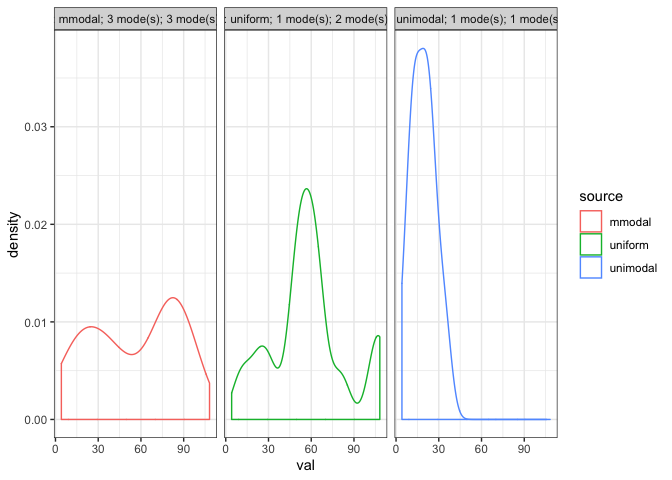 mmodal; 3 mode(s); 3 mode(s
: uniform; 1 mode(s); 2 mode(s)
unimodal; 1 mode(s); 1 mode(s
density
0.03
0.02
0.01
0.00
0 30 60 90
0 30 60 90
0 30 60 90
val
source
mmodal
uniform
unimodal